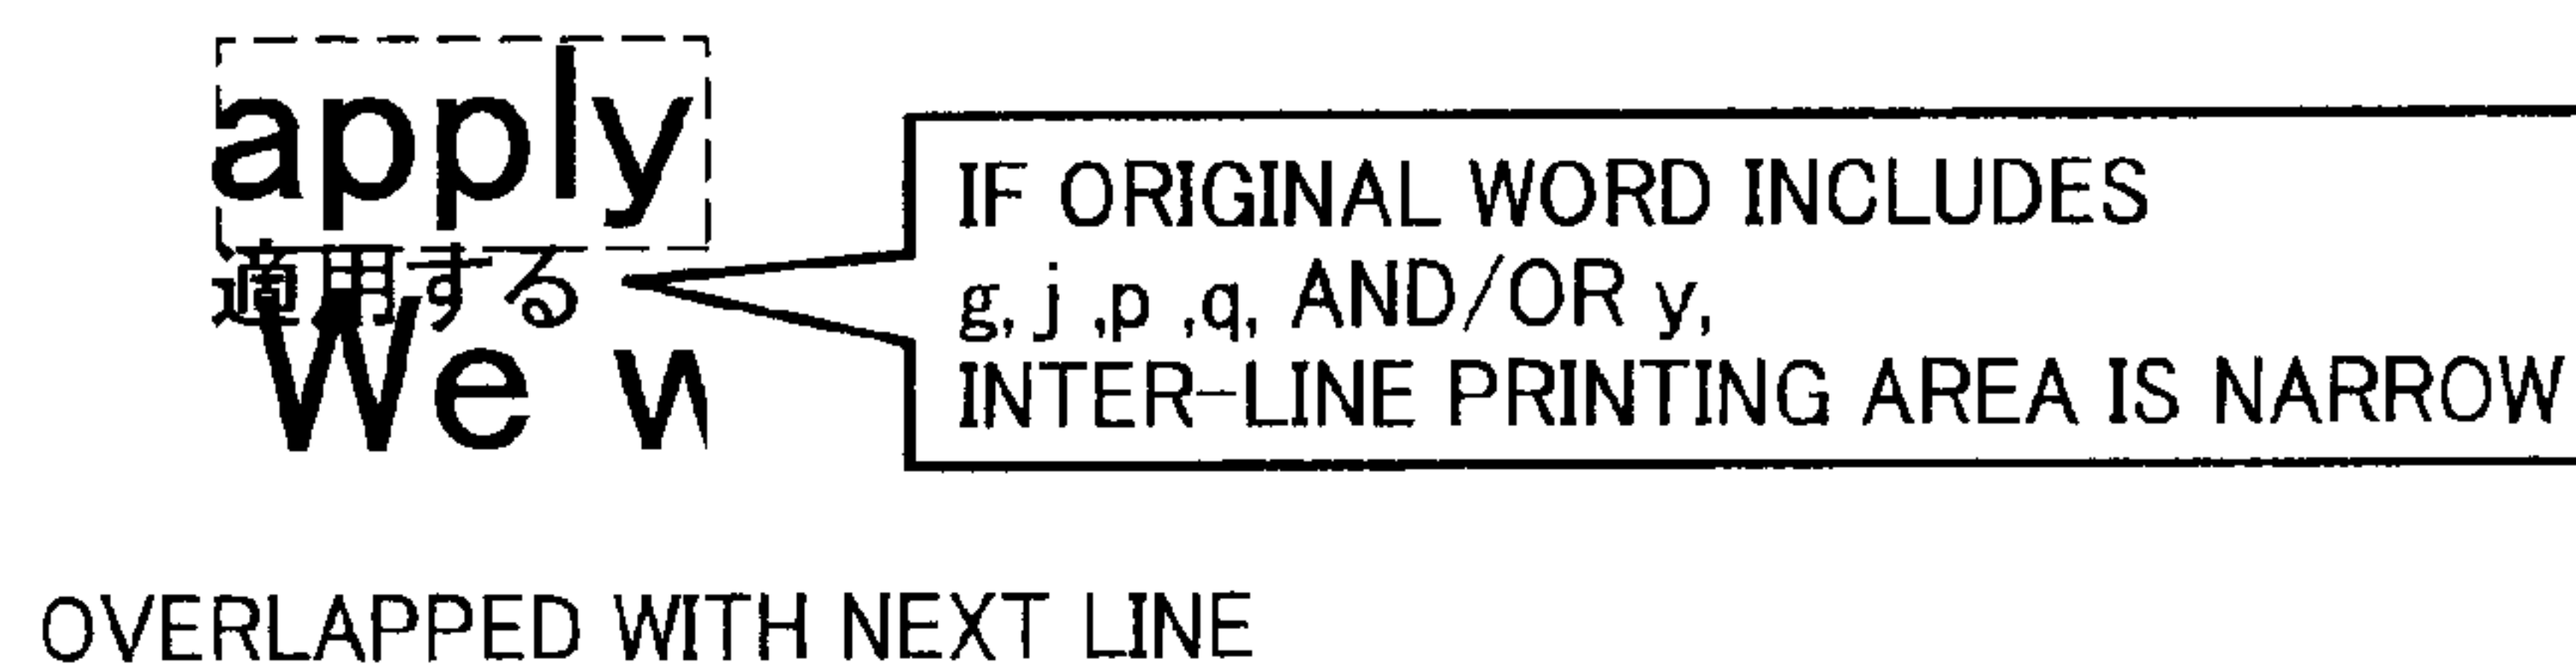 apply
適用する
We w
IF ORIGINAL WORD INCLUDES
g, j ,p ,q, AND/OR y,
INTER-LINE PRINTING AREA IS NARROW
OVERLAPPED WITH NEXT LINE